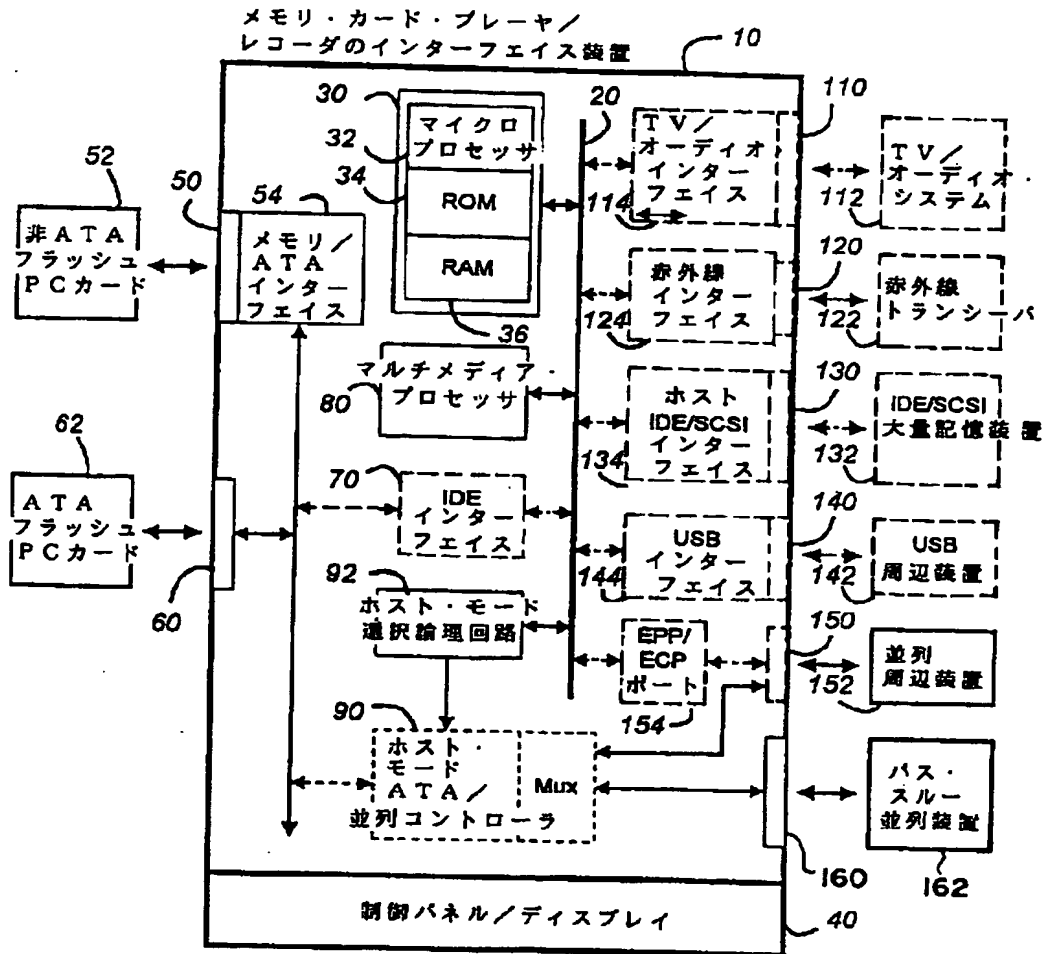 メモリ・カード・プレーヤ／
レコーダのインターフェイス装置
10
30
32
34
マイクロ
プロセッサ
ROM
RAM
36
20
TV／
オーディオ
インター
フェイス
114
110
TV／
オーディオ・
システム
112
52
非ATA
フラッシュ
PCカード
50
54
メモリ／
ATA
インター
フェイス
赤外線
インター
フェイス
124
120
赤外線
トランシーバ
122
マルチメディア・
プロセッサ
80
ホスト
IDE/SCSI
インター
フェイス
134
130
IDE/SCSI
大量記憶装置
132
62
ATA
フラッシュ
PCカード
60
70
IDE
インター
フェイス
USB
インター
フェイス
144
140
USB
周辺装置
142
92
ホスト・モード
選択論理回路
EPP/
ECP
ポート
154
150
並列
周辺装置
152
90
ホスト・
モード
ATA／
並列コントローラ
Mux
パス・
スルー
並列装置
160
162
制御パネル／ディスプレイ
40